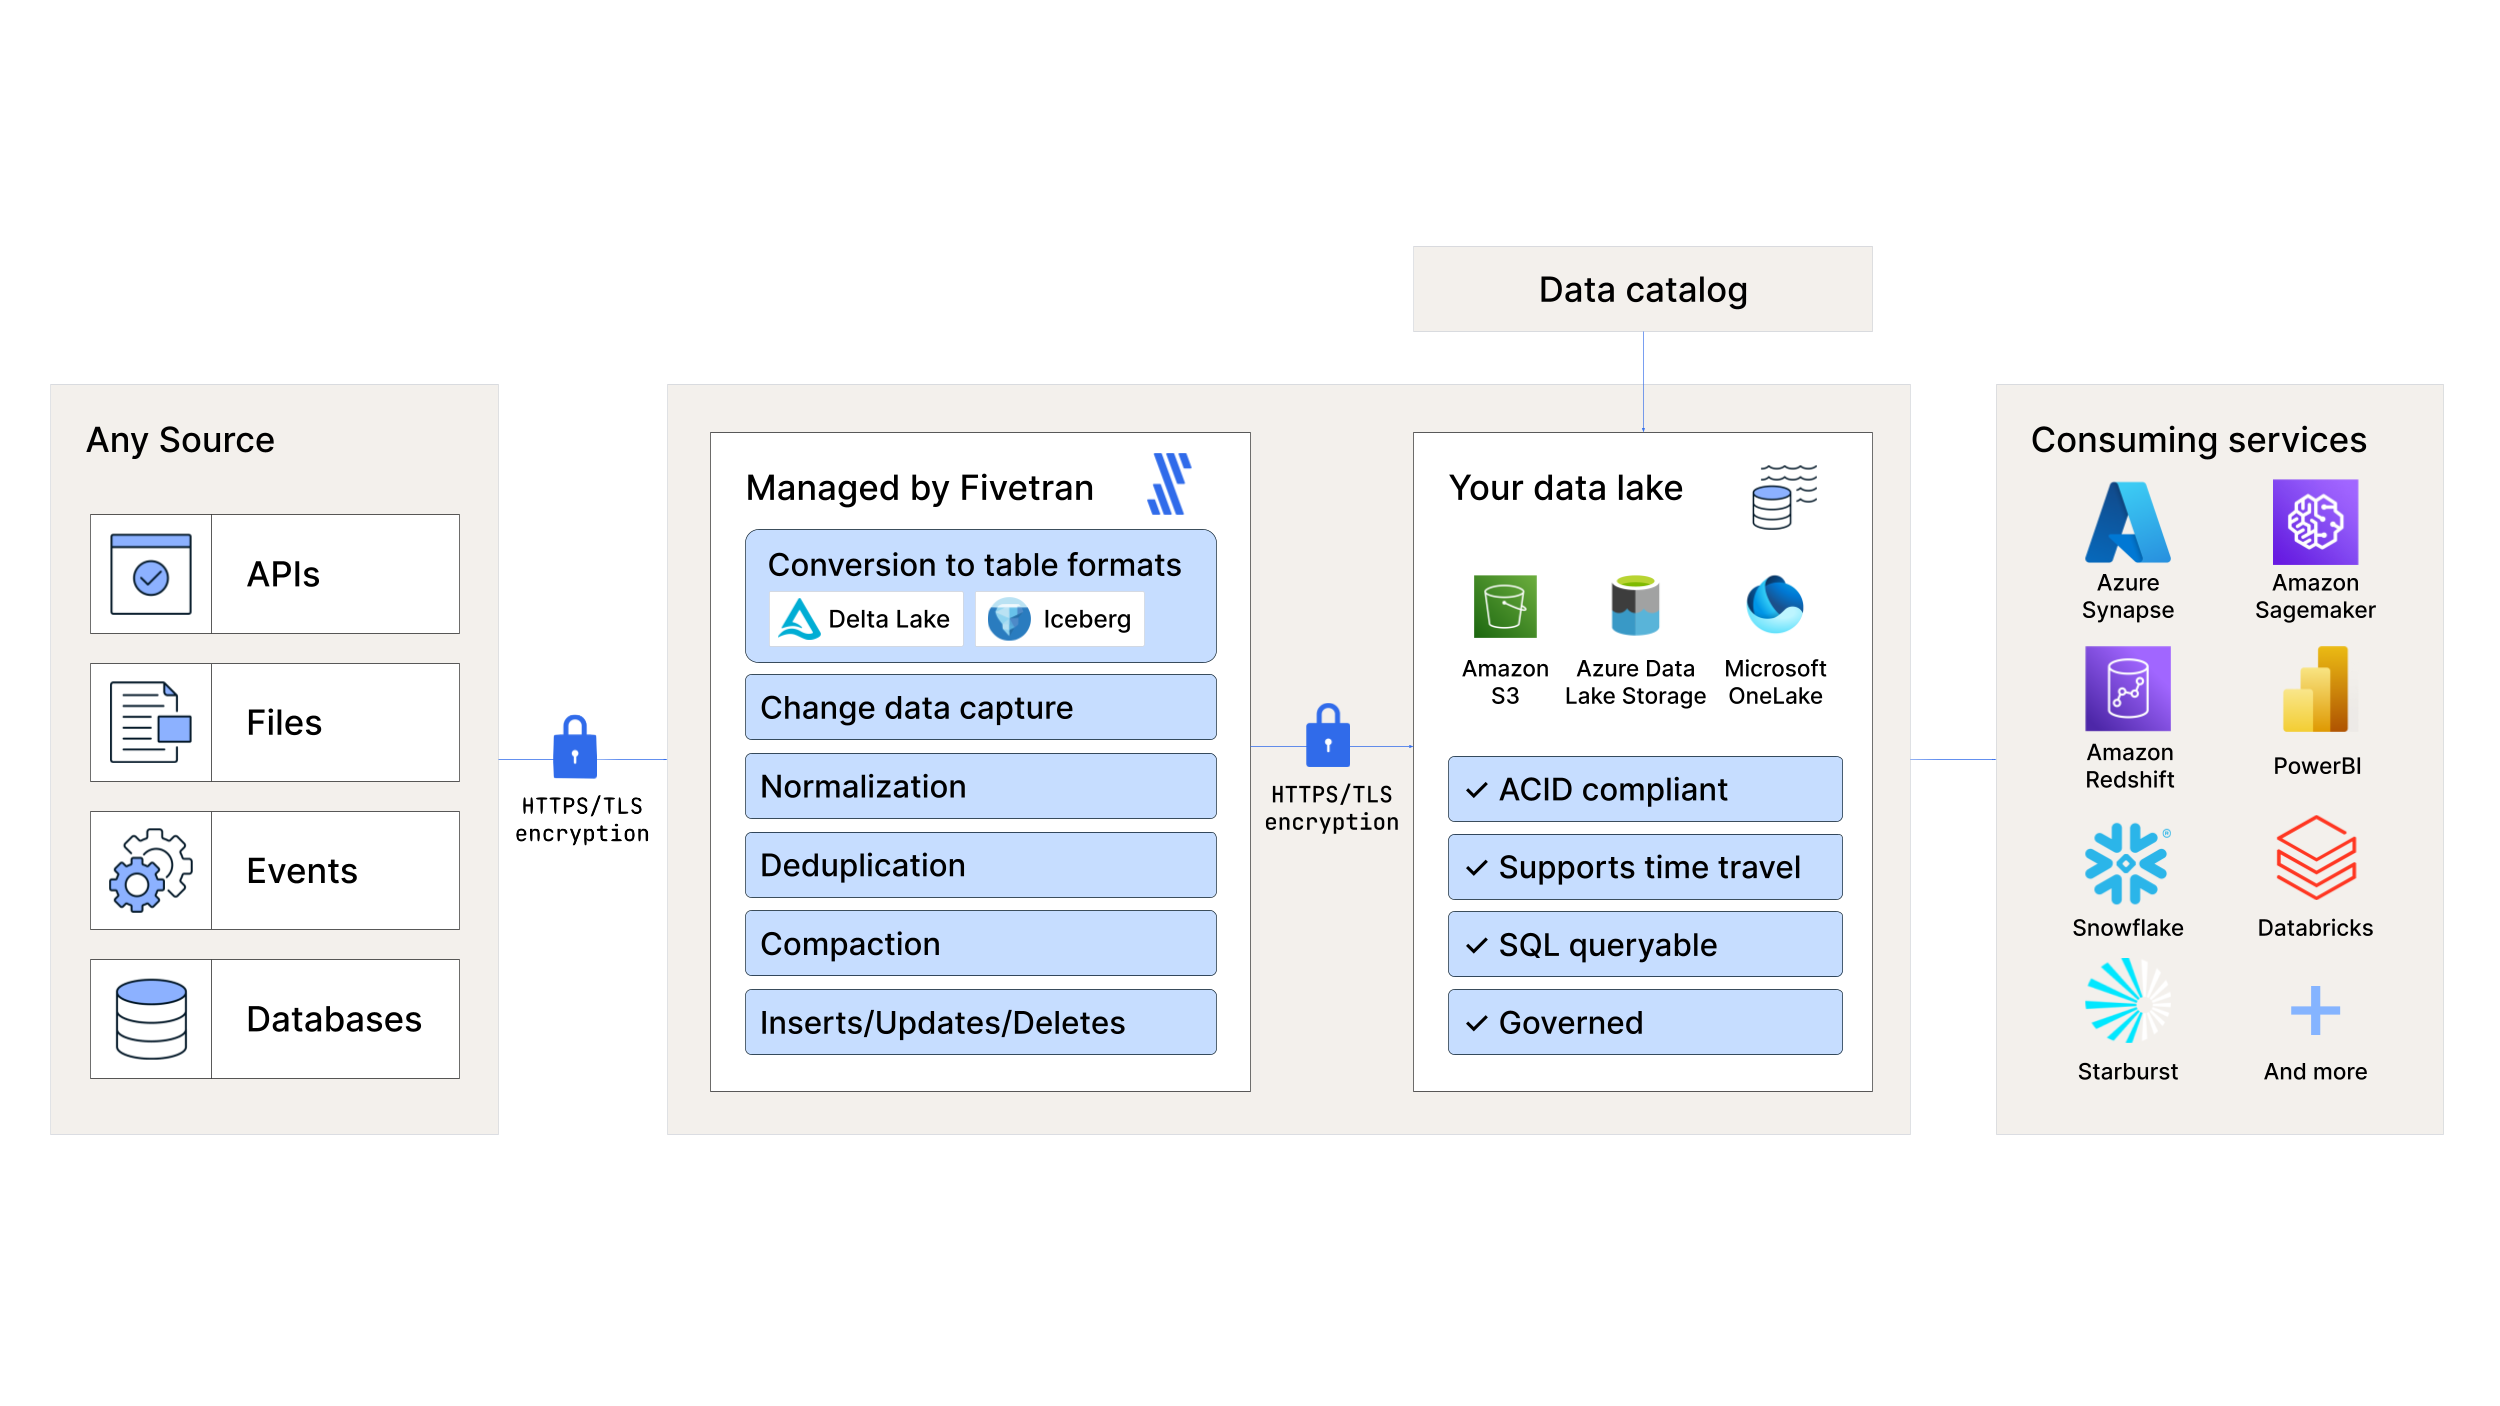 Data catalog
Any Source
APIs
Files
Events
Databases
HTTPS/TLS
encryption
Managed by Fivetran
Conversion to table formats
Delta Lake
Iceberg
Change data capture
Normalization
Deduplication
Compaction
Inserts/Updates/Deletes
HTTPS/TLS
encryption
Your data lake
Amazon
S3
Azure Data
Lake Storage
Microsoft
OneLake
✓ ACID compliant
✓ Supports time travel
✓ SQL queryable
✓ Governed
Consuming services
Azure
Synapse
Amazon
Sagemaker
Amazon
Redshift
PowerBI
®
Snowflake
Databricks
Starburst
And more